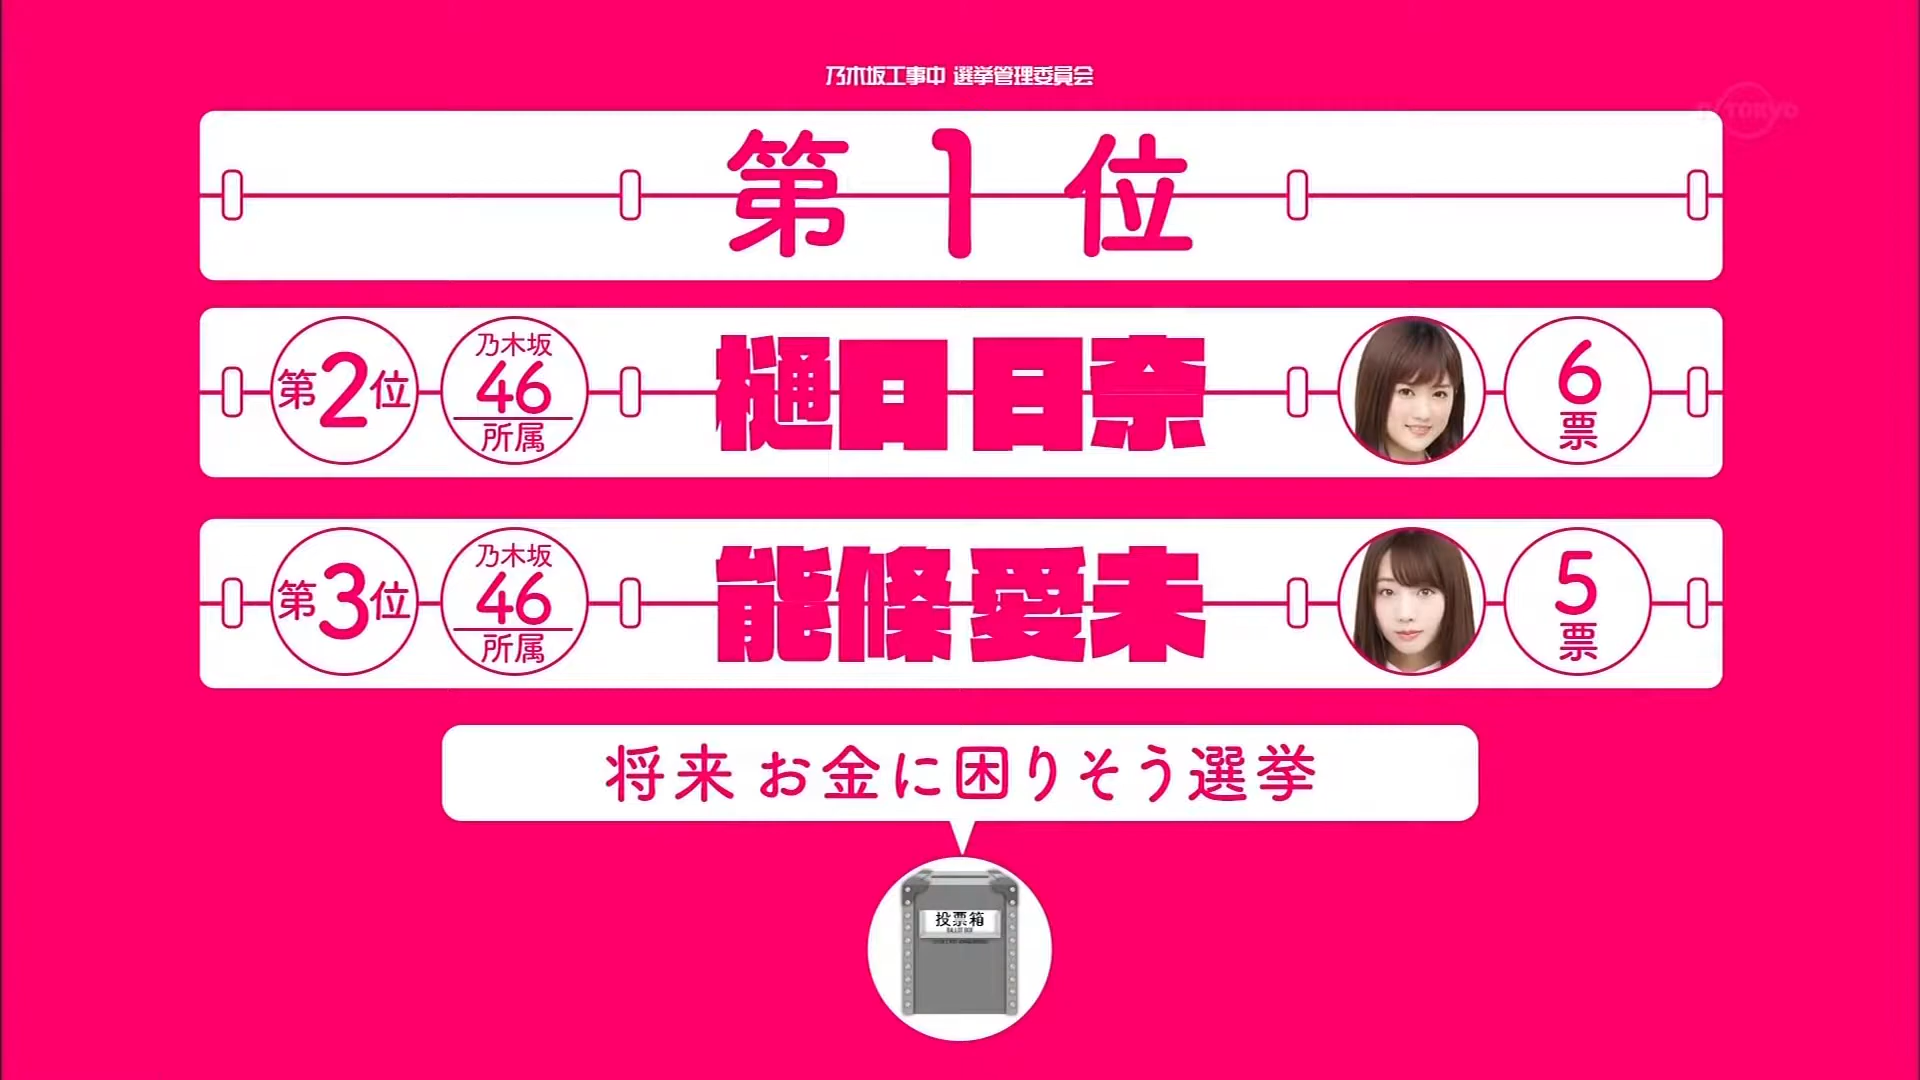 乃木坂工事中 選挙管理委員会
TOKYO
第1位
第2位
乃木坂
46
所属
樋口日奈
6
票
第3位
乃木坂
46
所属
能條愛未
5
票
将来 お金に困りそう選挙
投票箱
BALLOT BOX